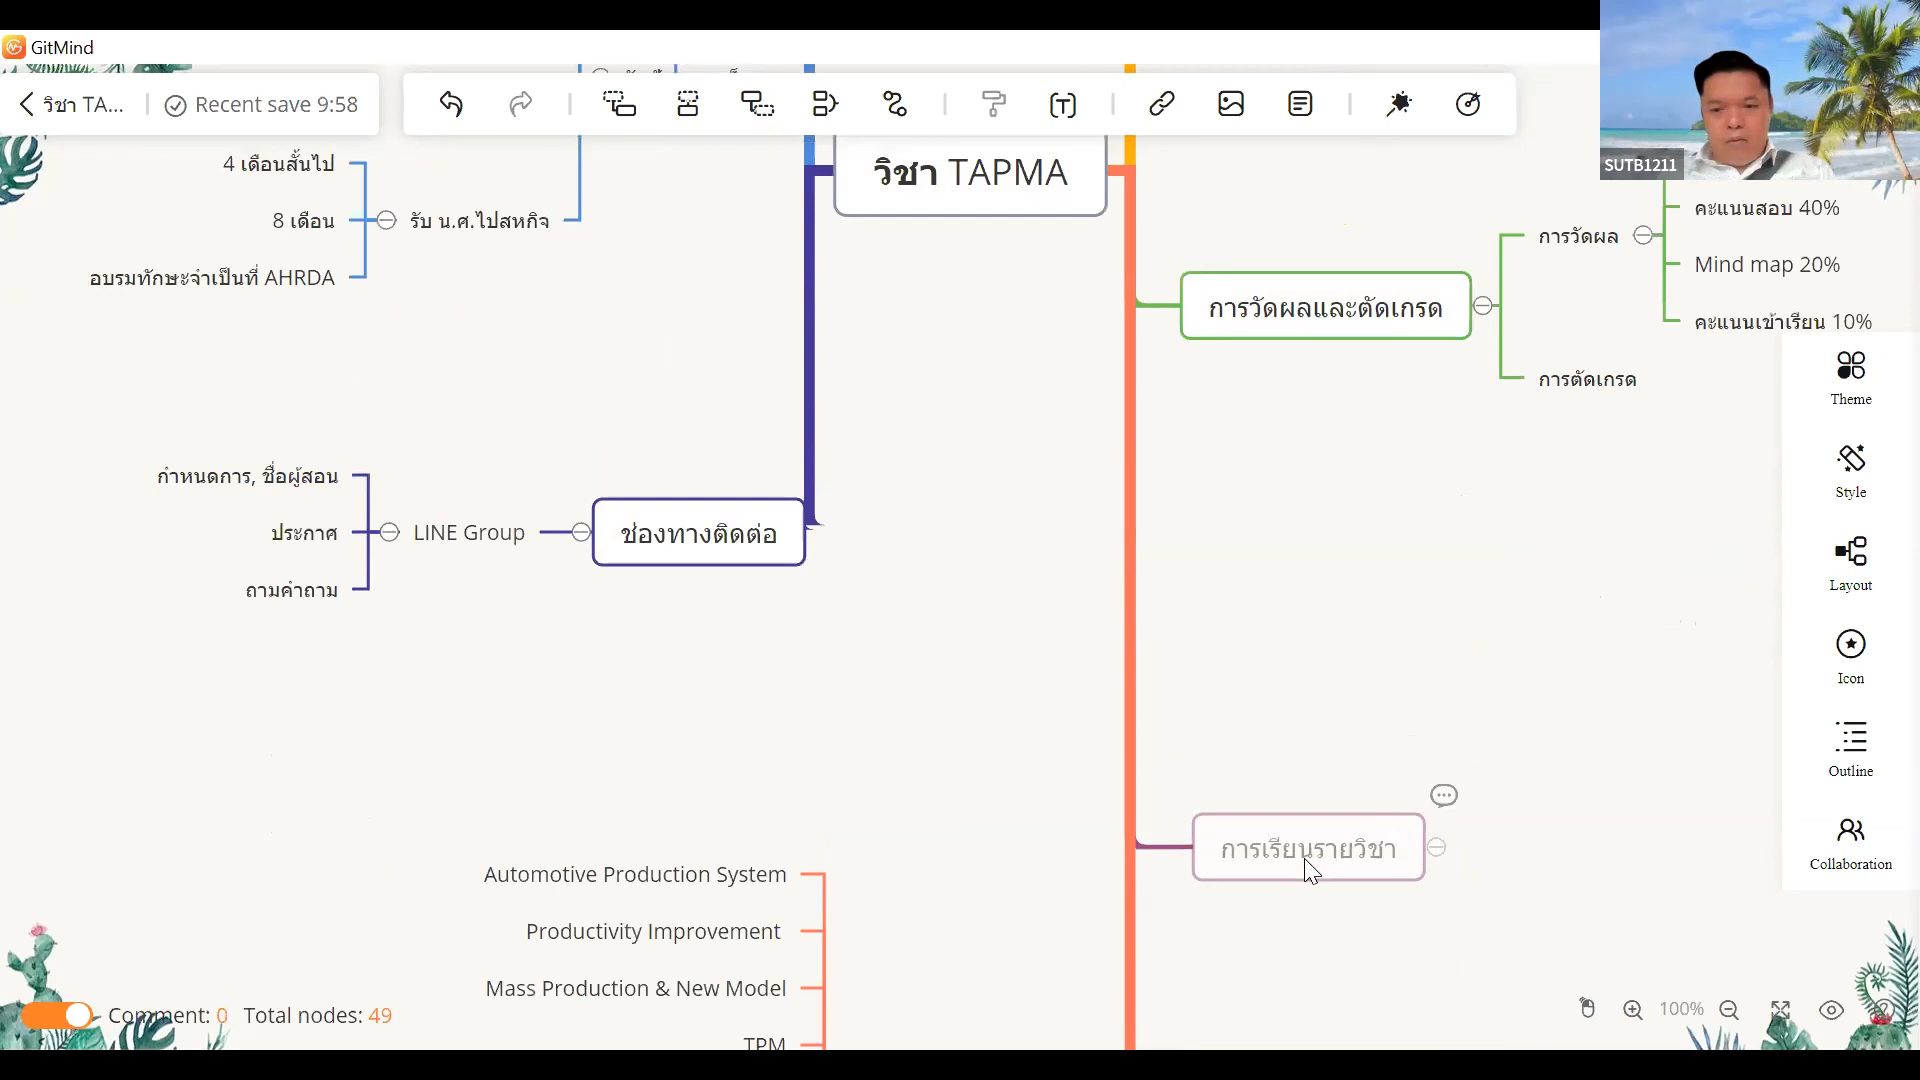 GitMind
วิชา TA...
Recent save 9:58
SUTB1211
วิชา TAPMA
4 เดือนสั้นไป
8 เดือน
อบรมทักษะจำเป็นที่ AHRDA
รับ น.ศ.ไปสหกิจ
กำหนดการ, ชื่อผู้สอน
ประกาศ
ถามคำถาม
LINE Group
ช่องทางติดต่อ
การวัดผลและตัดเกรด
การวัดผล
คะแนนสอบ 40%
Mind map 20%
คะแนนเข้าเรียน 10%
การตัดเกรด
การเรียนรายวิชา
Automotive Production System
Productivity Improvement
Mass Production & New Model
TPM
Theme
Style
Layout
Icon
Outline
Collaboration
Comment: 0 Total nodes: 49
100%